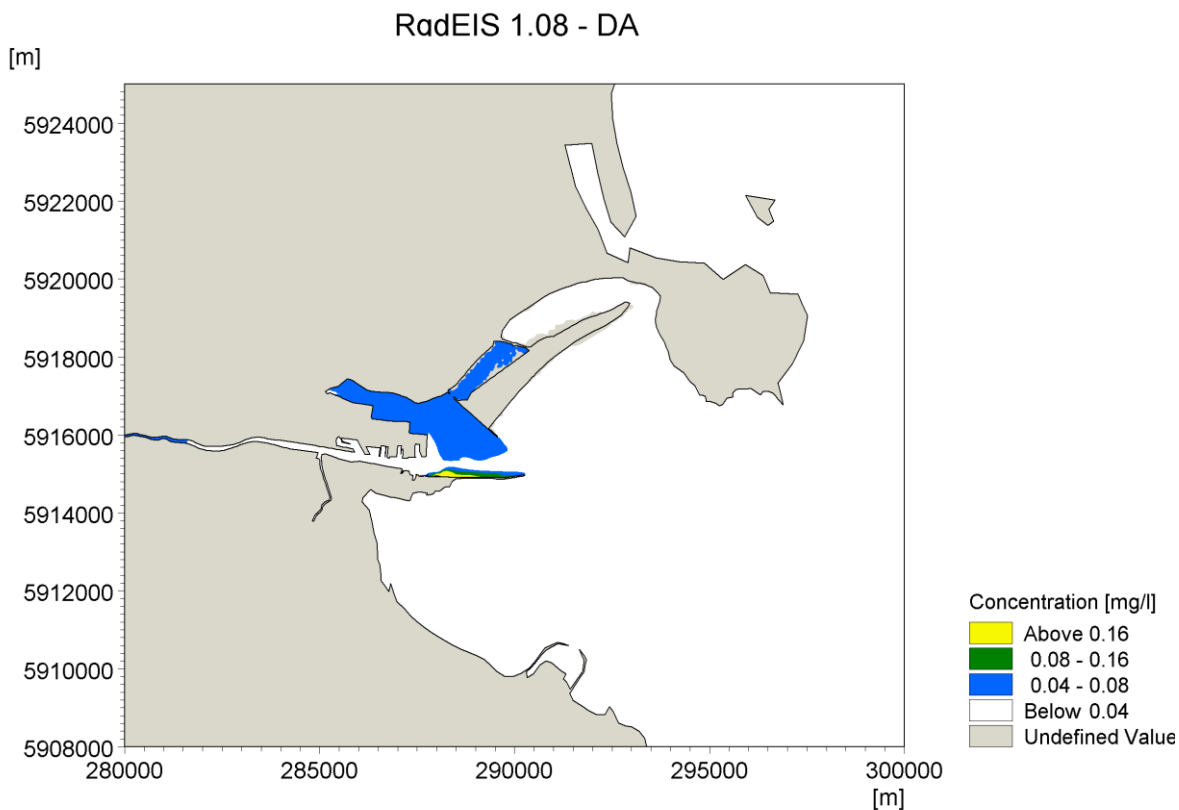 RadEIS 1.08 - DA
[m]
5924000
5922000
5920000
5918000
5916000
5914000
5912000
5910000
5908000
280000 285000 290000 295000 300000
[m]
Concentration [mg/l]
Above 0.16
0.08 - 0.16
0.04 - 0.08
Below 0.04
Undefined Value